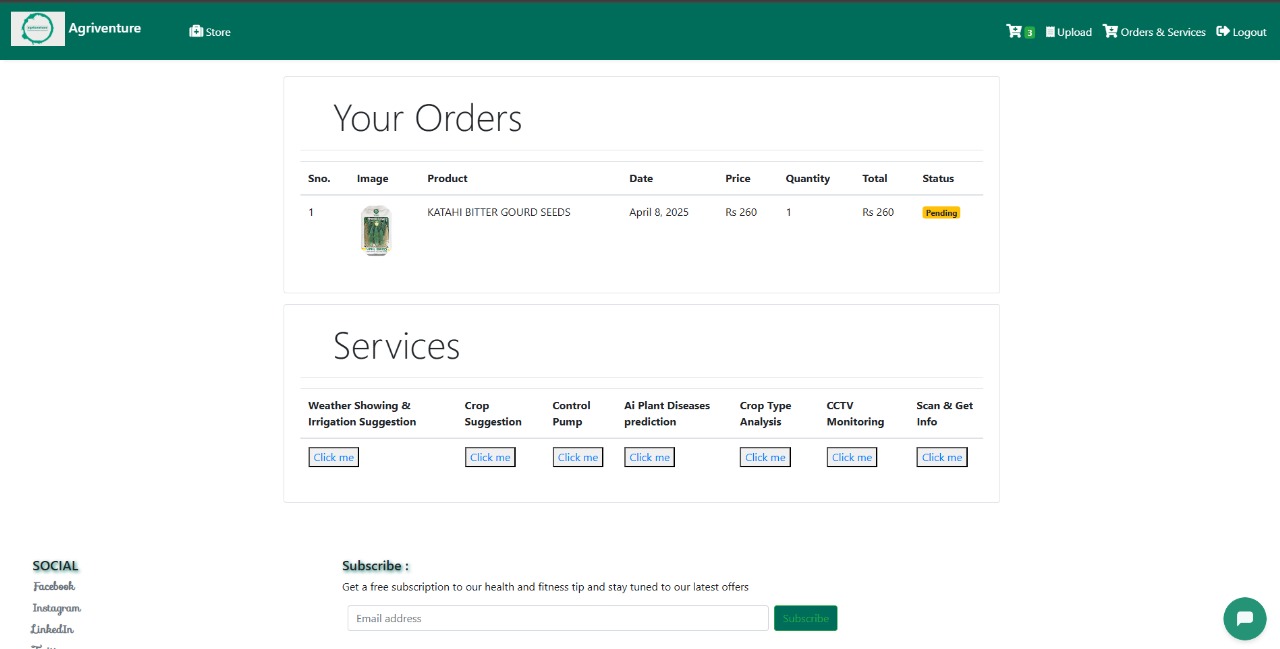 Agriventure
Store
3
Upload
Orders & Services
Logout
Your Orders
Sno. Image Product Date Price Quantity Total Status
1 KATAHI BITTER GOURD SEEDS April 8, 2025 Rs 260 1 Rs 260 Pending
Services
Weather Showing & Irrigation Suggestion
Crop Suggestion
Control Pump
Ai Plant Diseases prediction
Crop Type Analysis
CCTV Monitoring
Scan & Get Info
Click me Click me Click me Click me Click me Click me Click me
SOCIAL
Facebook
Instagram
LinkedIn
Subscribe :
Get a free subscription to our health and fitness tip and stay tuned to our latest offers
Email address
Subscribe